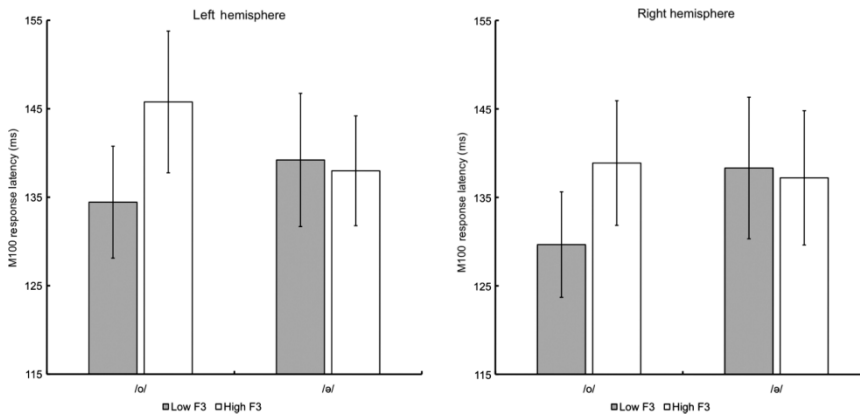 Left hemisphere
155
145
135
125
115
M100 response latency (ms)
/o/
/ə/
Low F3 High F3
Right hemisphere
155
145
135
125
115
M100 response latency (ms)
/o/
/ə/
Low F3 High F3